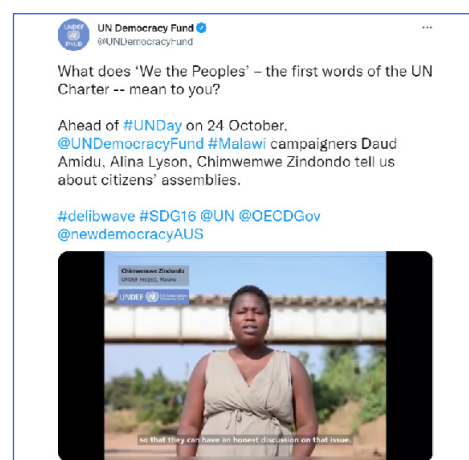 UN Democracy Fund
@UNDemocracyFund
What does ‘We the Peoples’ – the first words of the UN
Charter -- mean to you?
Ahead of #UNDay on 24 October,
@UNDemocracyFund #Malawi campaigners Daud
Amidu, Alina Lyson, Chimwemwe Zindondo tell us
about citizens’ assemblies.
#delibwave #SDG16 @UN @OECDGov
@newdemocracyAUS
Chimwemwe Zindondo
UNDEF Project, Malawi
UNDEF
so that they can have an honest discussion on that issue.